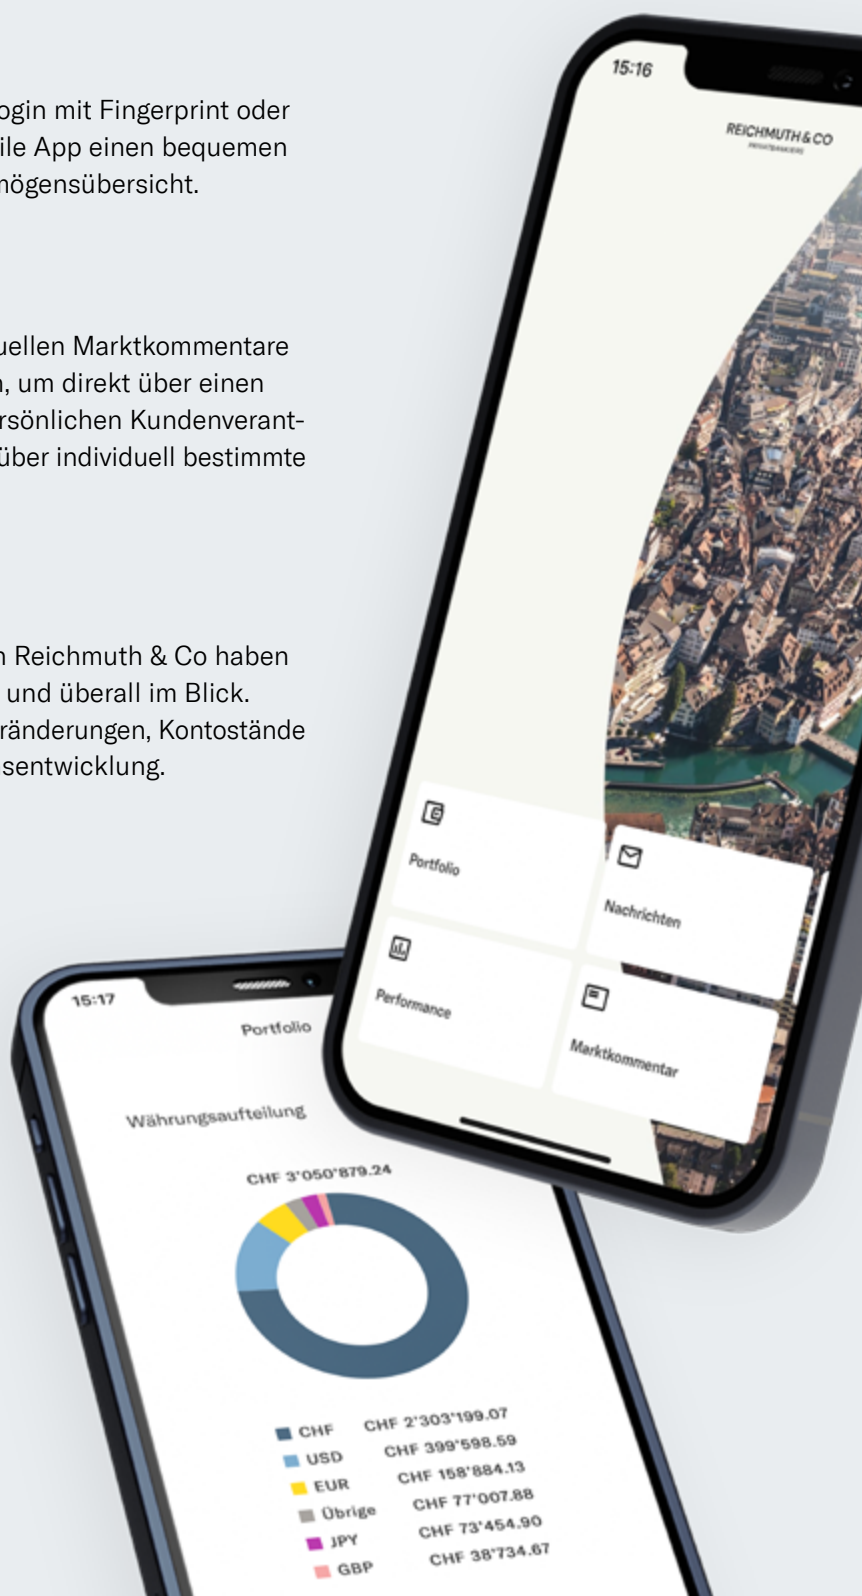 ogin mit Fingerprint oder
ile App einen bequemen
mögensübersicht.
uellen Marktkommentare
n, um direkt über einen
rsönlichen Kundenverant-
über individuell bestimmte
n Reichmuth & Co haben
und überall im Blick.
ränderungen, Kontostände
sentwicklung.
15:16
REICHMUTH & CO
PRIVATBANKIERS
Portfolio
Nachrichten
Performance
Marktkommentar
15:17
Portfolio
Währungsaufteilung
CHF 3'050'879.24
CHF CHF 2'303'199.07
USD CHF 399'598.59
EUR CHF 158'884.13
Übrige CHF 77'007.88
JPY CHF 73'454.90
GBP CHF 38'734.67